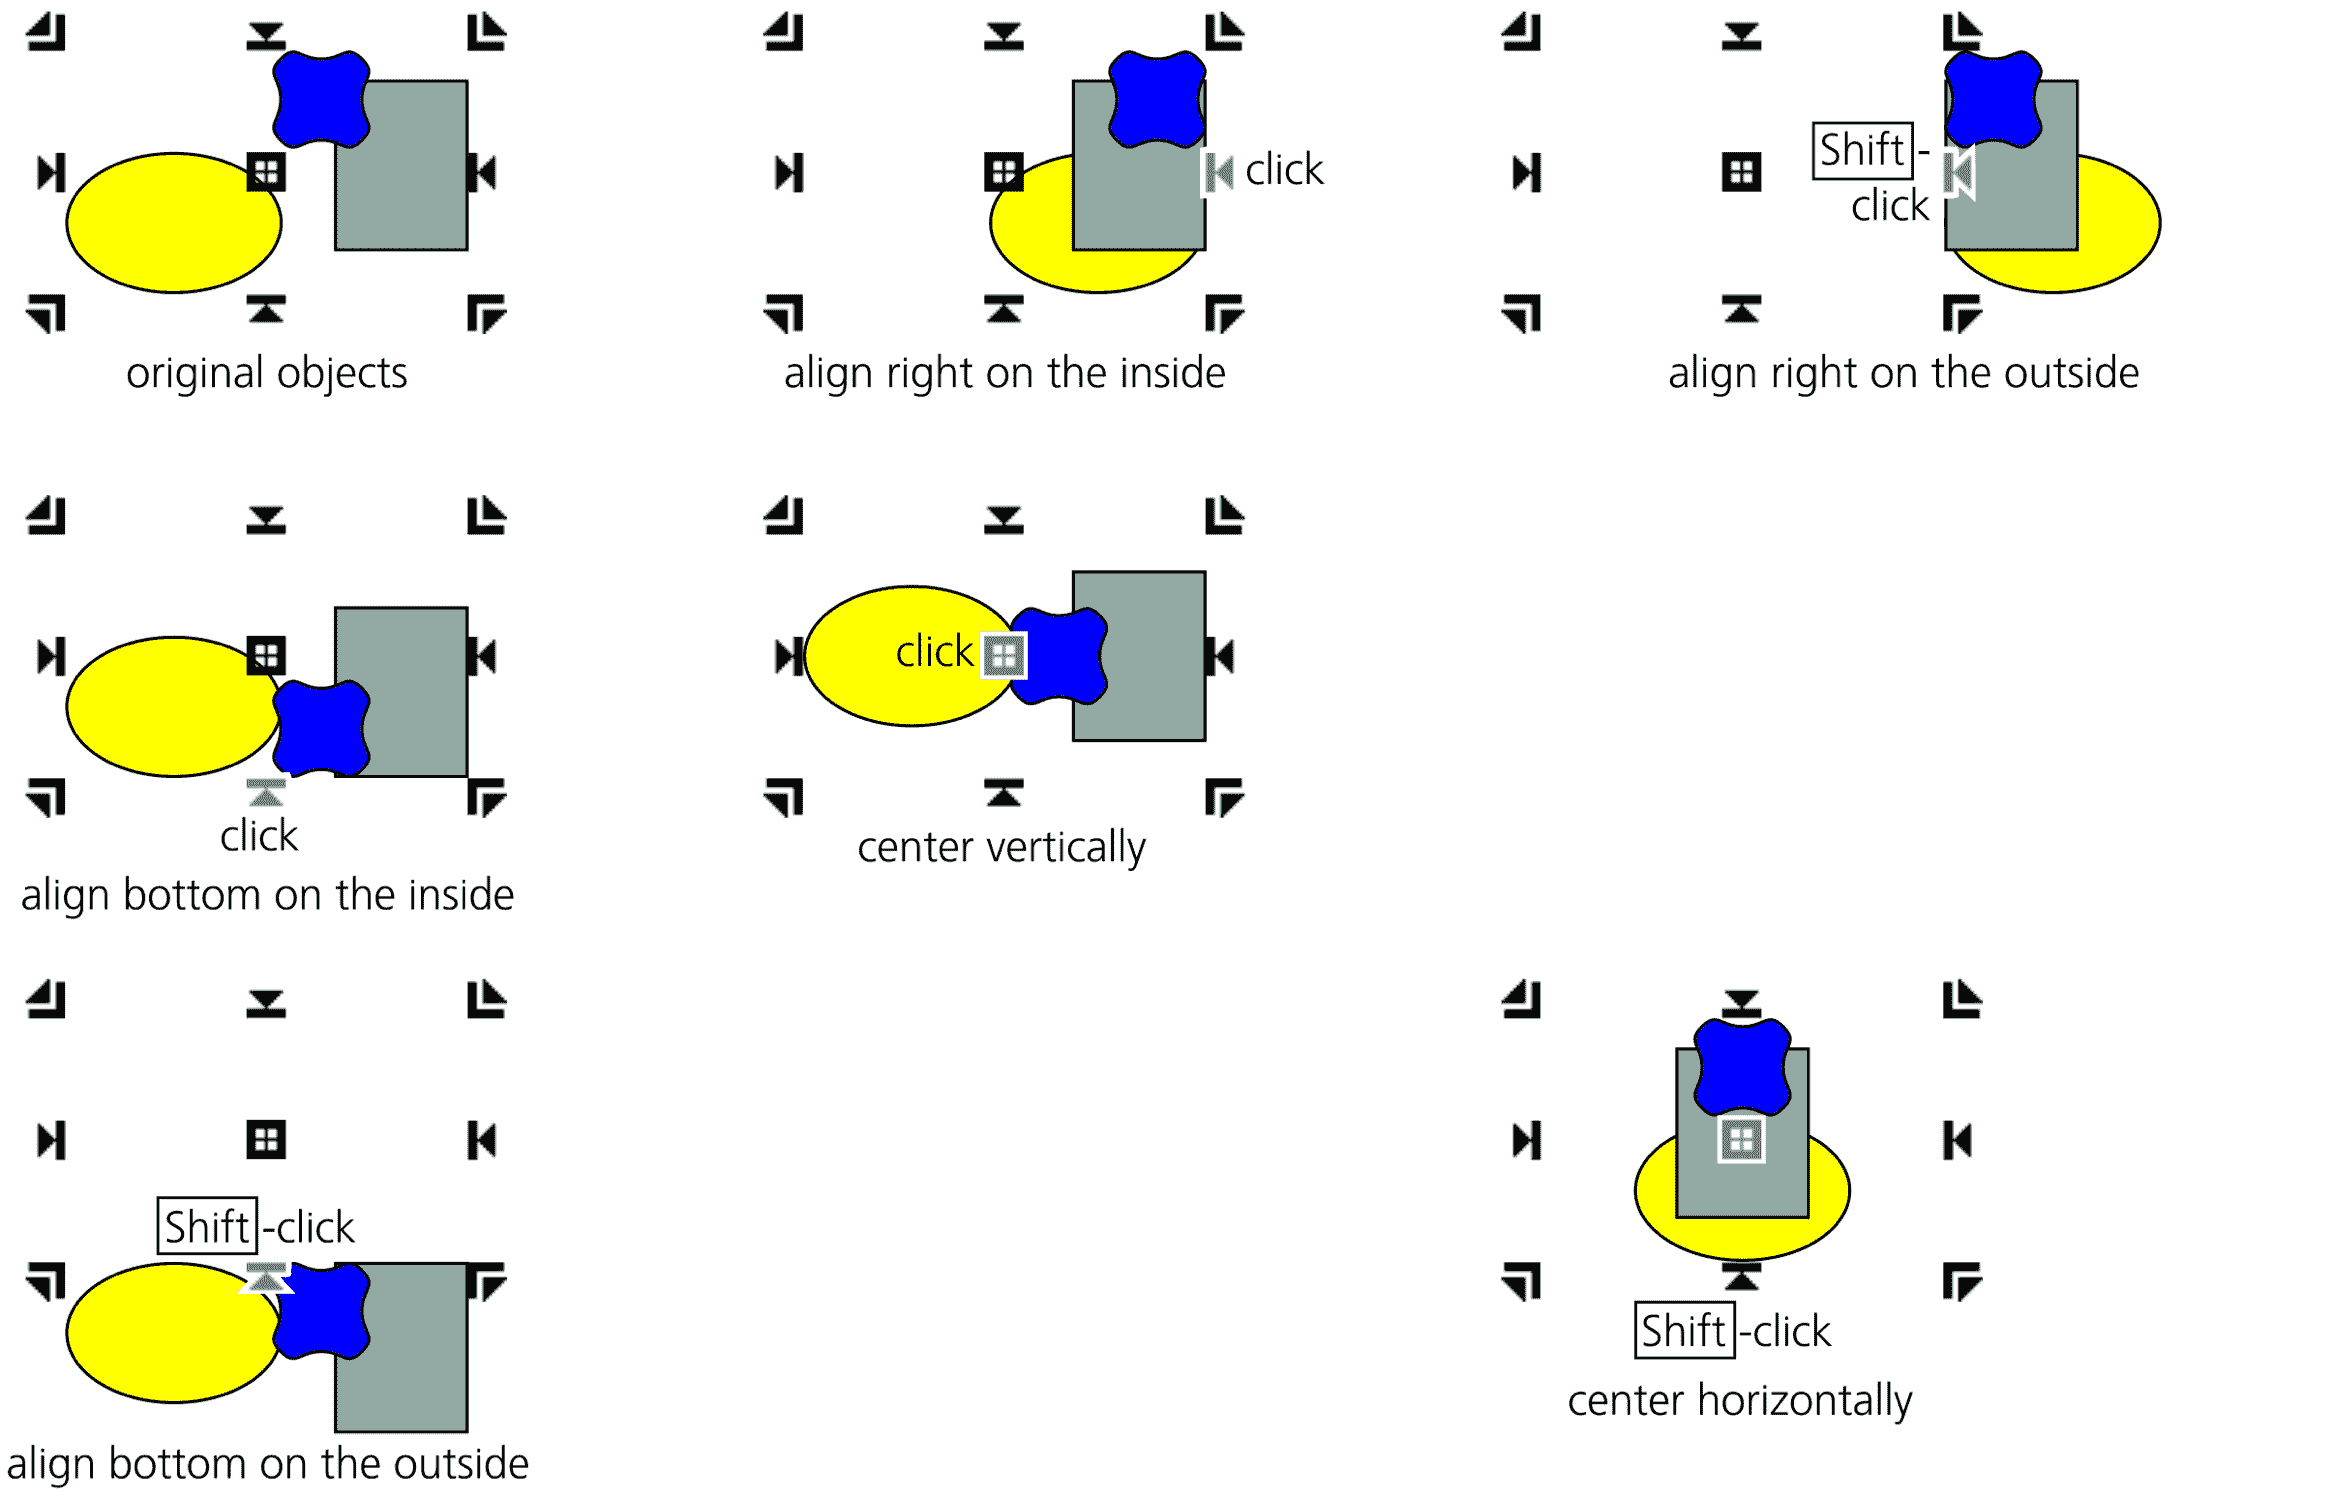 original objects
click
align right on the inside
Shift-
click
align right on the outside
click
align bottom on the inside
click
center vertically
Shift-click
align bottom on the outside
Shift-click
center horizontally